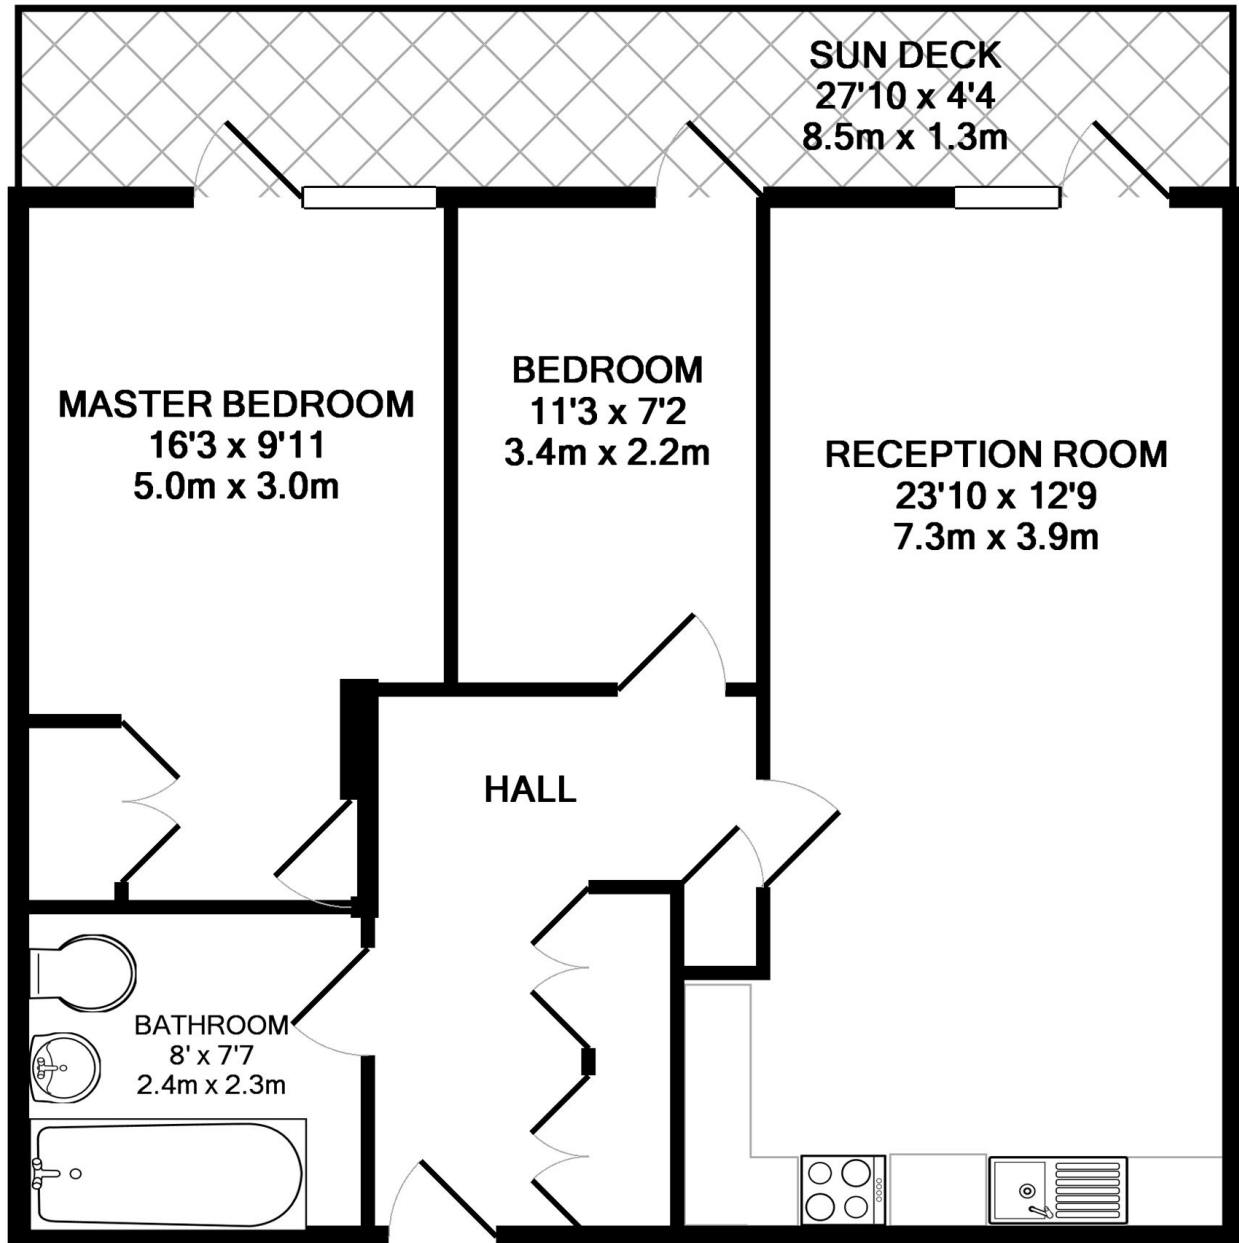 SUN DECK
27'10 x 4'4
8.5m x 1.3m
MASTER BEDROOM
16'3 x 9'11
5.0m x 3.0m
BEDROOM
11'3 x 7'2
3.4m x 2.2m
RECEPTION ROOM
23'10 x 12'9
7.3m x 3.9m
HALL
BATHROOM
8' x 7'7
2.4m x 2.3m